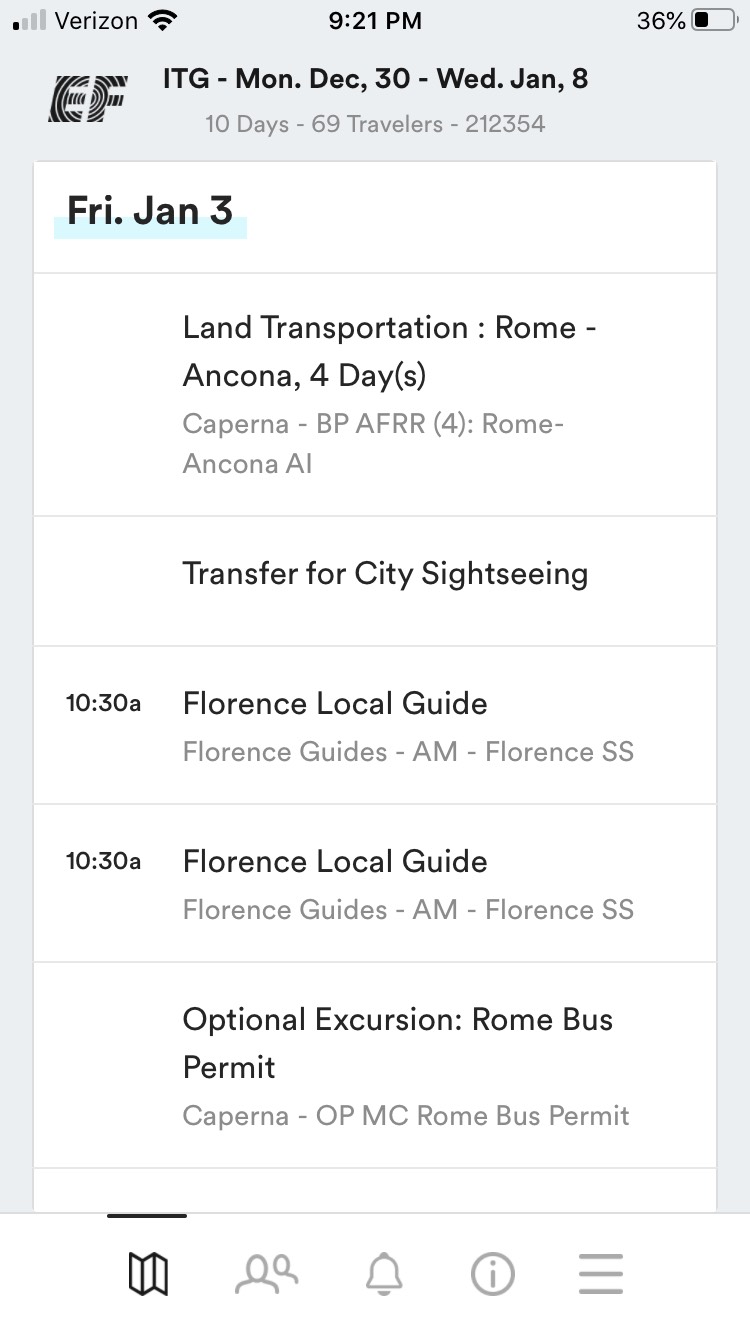 Verizon 9:21 PM 36%
EF ITG - Mon. Dec, 30 - Wed. Jan, 8
10 Days - 69 Travelers - 212354
Fri. Jan 3
Land Transportation : Rome -
Ancona, 4 Day(s)
Caperna - BP AFRR (4): Rome-
Ancona AI
Transfer for City Sightseeing
10:30a Florence Local Guide
Florence Guides - AM - Florence SS
10:30a Florence Local Guide
Florence Guides - AM - Florence SS
Optional Excursion: Rome Bus
Permit
Caperna - OP MC Rome Bus Permit